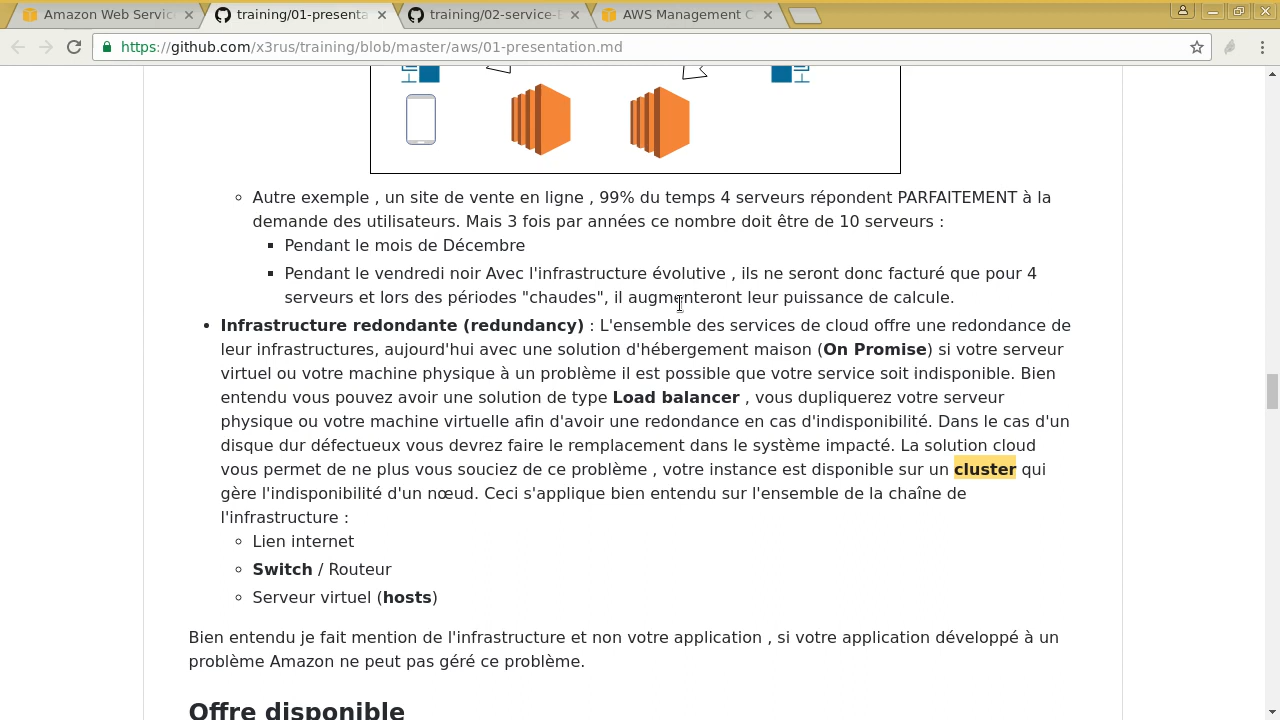 Amazon Web Servic
training/01-presenta
training/02-service-
AWS Management C
https://github.com/x3rus/training/blob/master/aws/01-presentation.md
Autre exemple , un site de vente en ligne , 99% du temps 4 serveurs répondent PARFAITEMENT à la
demande des utilisateurs. Mais 3 fois par années ce nombre doit être de 10 serveurs :
Pendant le mois de Décembre
Pendant le vendredi noir Avec l'infrastructure évolutive , ils ne seront donc facturé que pour 4
serveurs et lors des périodes "chaudes", il augmenteront leur puissance de calcule.
Infrastructure redondante (redundancy) : L'ensemble des services de cloud offre une redondance de
leur infrastructures, aujourd'hui avec une solution d'hébergement maison (On Promise) si votre serveur
virtuel ou votre machine physique à un problème il est possible que votre service soit indisponible. Bien
entendu vous pouvez avoir une solution de type Load balancer , vous dupliquerez votre serveur
physique ou votre machine virtuelle afin d'avoir une redondance en cas d'indisponibilité. Dans le cas d'un
disque dur défectueux vous devrez faire le remplacement dans le système impacté. La solution cloud
vous permet de ne plus vous souciez de ce problème , votre instance est disponible sur un cluster qui
gère l'indisponibilité d'un nœud. Ceci s'applique bien entendu sur l'ensemble de la chaîne de
l'infrastructure :
Lien internet
Switch / Routeur
Serveur virtuel (hosts)
Bien entendu je fait mention de l'infrastructure et non votre application , si votre application développé à un
problème Amazon ne peut pas géré ce problème.
Offre disponible